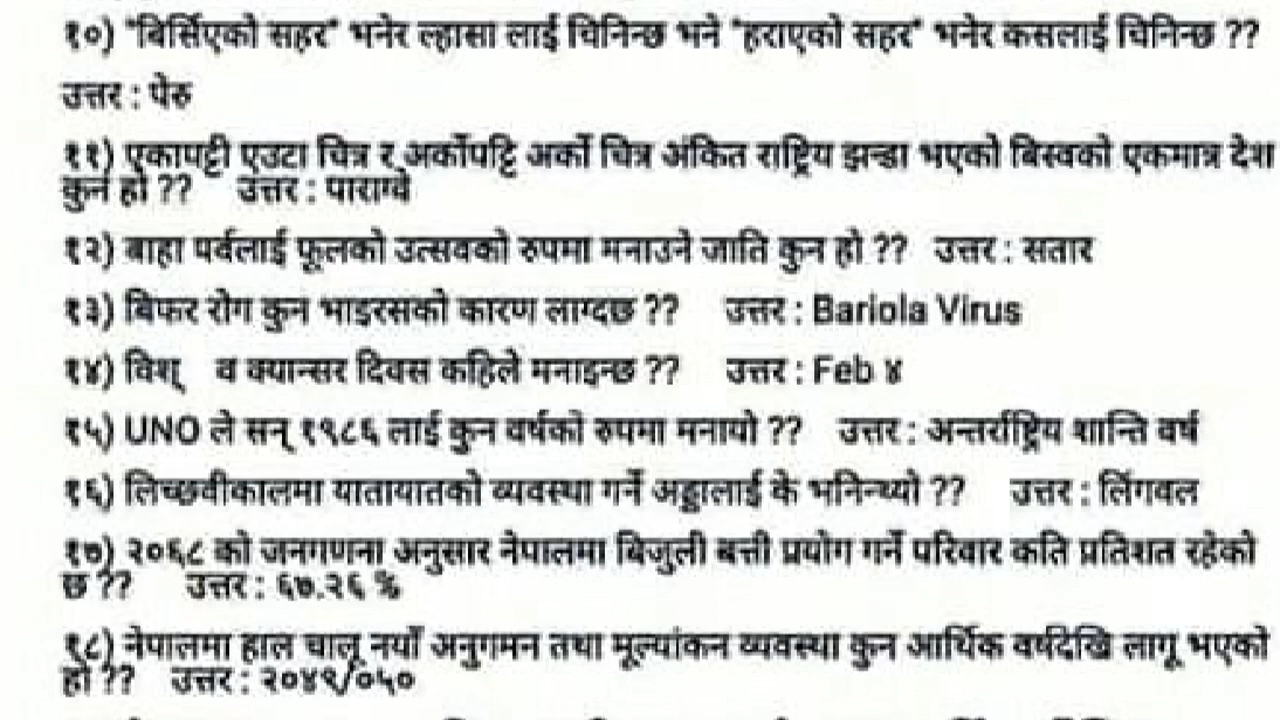 १०) "बिर्सिएको सहर" भनेर ल्हासा लाई चिनिन्छ भने "हराएको सहर" भनेर कसलाई चिनिन्छ ??
उत्तर : पेरु
११) एकापट्टी एउटा चित्र र अर्कोपट्टि अर्को चित्र अंकित राष्ट्रिय झन्डा भएको बिस्वको एकमात्र देश
कुन हो ?? उत्तर : पाराग्वे
१२) बाहा पर्वलाई फूलको उत्सवको रुपमा मनाउने जाति कुन हो ?? उत्तर : सतार
१३) बिफर रोग कुन भाइरसको कारण लाग्दछ ?? उत्तर : Bariola Virus
१४) विश् व क्यान्सर दिवस कहिले मनाइन्छ ?? उत्तर : Feb ४
१५) UNO ले सन् १९८६ लाई कुन वर्षको रुपमा मनायो ?? उत्तर : अन्तर्राष्ट्रिय शान्ति वर्ष
१६) लिच्छवीकालमा यातायातको व्यवस्था गर्ने अड्डालाई के भनिन्थ्यो ?? उत्तर : लिंगवल
१७) २०६८ को जनगणना अनुसार नेपालमा बिजुली बत्ती प्रयोग गर्ने परिवार कति प्रतिशत रहेको
छ ?? उत्तर : ६७.२६ %
१८) नेपालमा हाल चालू नयाँ अनुगमन तथा मूल्यांकन व्यवस्था कुन आर्थिक वर्षदेखि लागू भएको
हो ?? उत्तर : २०४९/०५०